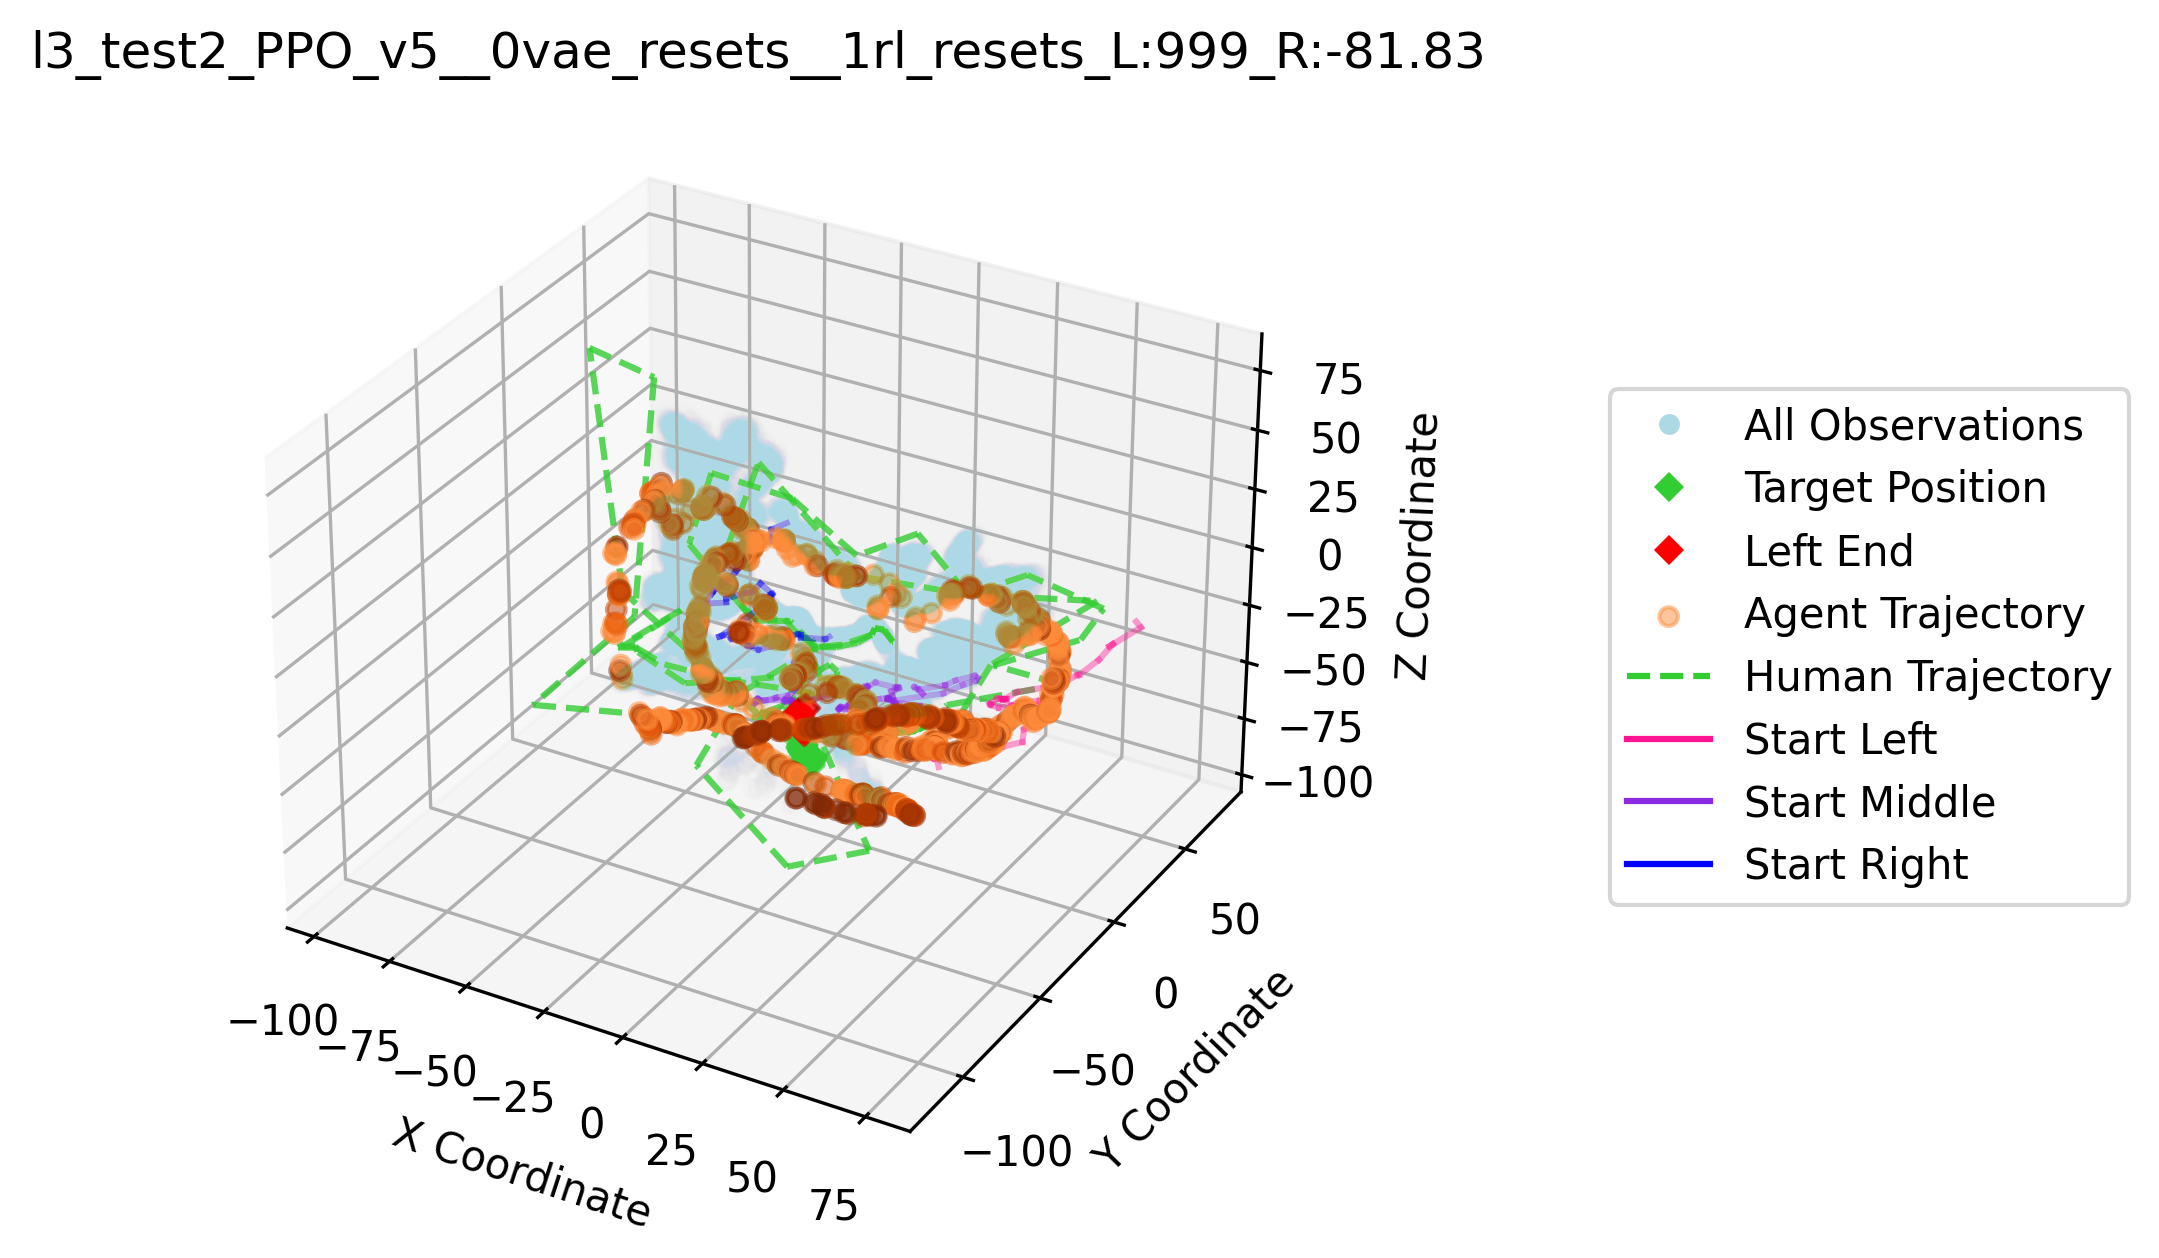 l3_test2_PPO_v5__0vae_resets__1rl_resets_L:999_R:-81.83
75
50
25
0
−25
−50
−75
−100
Z Coordinate
−100
−75
−50
−25
0
25
50
75
X Coordinate
50
0
−50
−100
Y Coordinate
All Observations
Target Position
Left End
Agent Trajectory
Human Trajectory
Start Left
Start Middle
Start Right